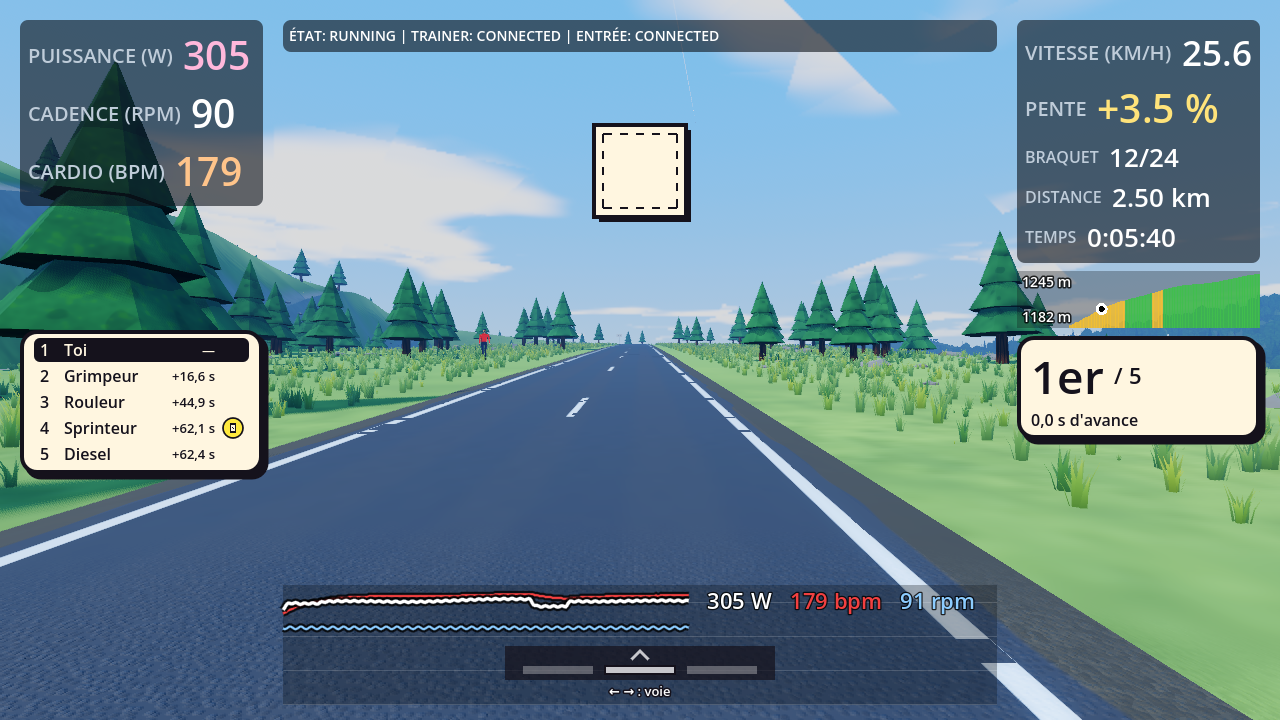 PUISSANCE (W) 305
CADENCE (RPM) 90
CARDIO (BPM) 179
ÉTAT: RUNNING | TRAINER: CONNECTED | ENTRÉE: CONNECTED
VITESSE (KM/H) 25.6
PENTE +3.5 %
BRAQUET 12/24
DISTANCE 2.50 km
TEMPS 0:05:40
1245 m
1182 m
1 Toi —
2 Grimpeur +16,6 s
3 Rouleur +44,9 s
4 Sprinteur +62,1 s
5 Diesel +62,4 s
1er / 5
0,0 s d'avance
305 W 179 bpm 91 rpm
← → : voie